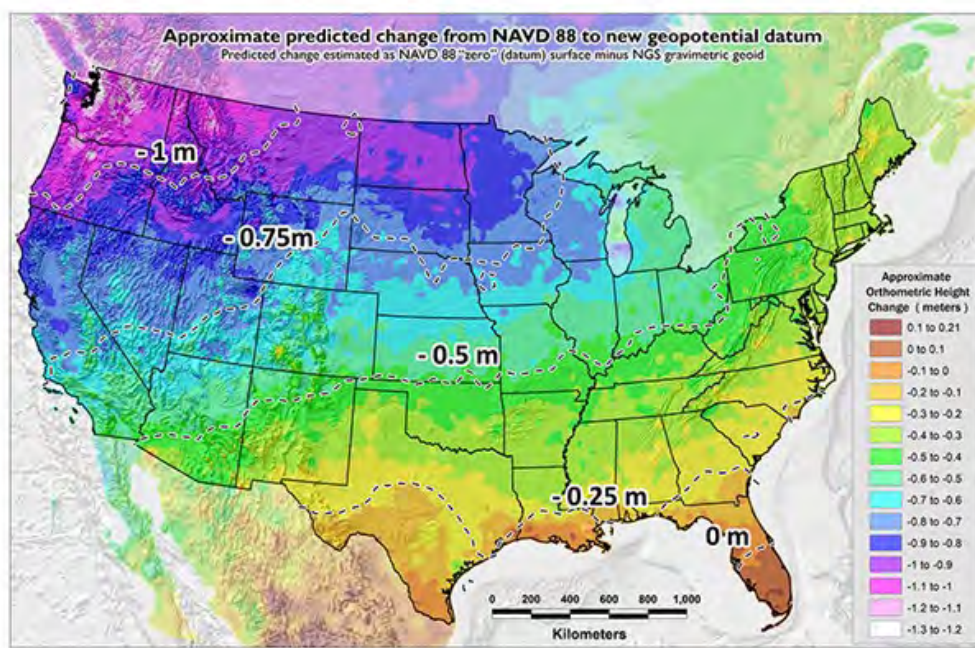 Approximate predicted change from NAVD 88 to new geopotential datum
Predicted change estimated as NAVD 88 "zero" (datum) surface minus NGS gravimetric geoid
- 1 m
- 0.75m
- 0.5 m
- 0.25 m
0 m
0 200 400 600 800 1,000
Kilometers
Approximate
Orthometric Height
Change ( meters )
0.1 to 0.21
0 to 0.1
-0.1 to 0
-0.2 to -0.1
-0.3 to -0.2
-0.4 to -0.3
-0.5 to -0.4
-0.6 to -0.5
-0.7 to -0.6
-0.8 to -0.7
-0.9 to -0.8
-1 to -0.9
-1.1 to -1
-1.2 to -1.1
-1.3 to -1.2